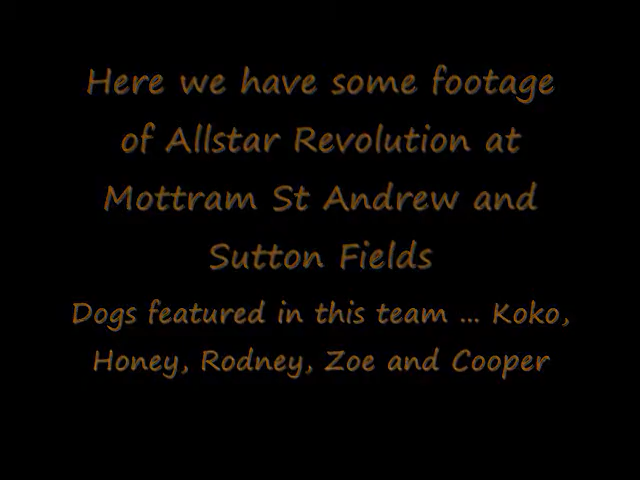 Here we have some footage
of Allstar Revolution at
Mottram St Andrew and
Sutton Fields
Dogs featured in this team ... Koko,
Honey, Rodney, Zoe and Cooper